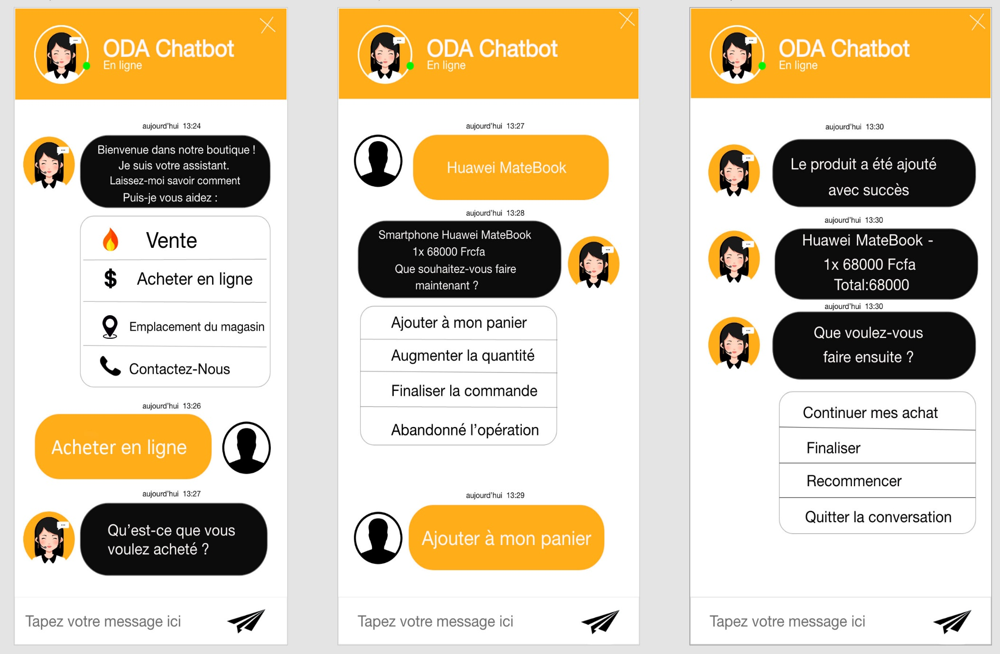 ODA Chatbot
En ligne
aujourd'hui 13:24
Bienvenue dans notre boutique !
Je suis votre assistant.
Laissez-moi savoir comment
Puis-je vous aidez :
Vente
$ Acheter en ligne
Emplacement du magasin
Contactez-Nous
aujourd'hui 13:26
Acheter en ligne
aujourd'hui 13:27
Qu'est-ce que vous
voulez acheté ?
Tapez votre message ici
ODA Chatbot
En ligne
aujourd'hui 13:27
Huawei MateBook
aujourd'hui 13:28
Smartphone Huawei MateBook
1x 68000 Frcfa
Que souhaitez-vous faire
maintenant ?
Ajouter à mon panier
Augmenter la quantité
Finaliser la commande
Abandonné l'opération
aujourd'hui 13:29
Ajouter à mon panier
Tapez votre message ici
ODA Chatbot
En ligne
aujourd'hui 13:30
Le produit a été ajouté
avec succès
aujourd'hui 13:30
Huawei MateBook -
1x 68000 Fcfa
Total:68000
aujourd'hui 13:30
Que voulez-vous
faire ensuite ?
Continuer mes achat
Finaliser
Recommencer
Quitter la conversation
Tapez votre message ici